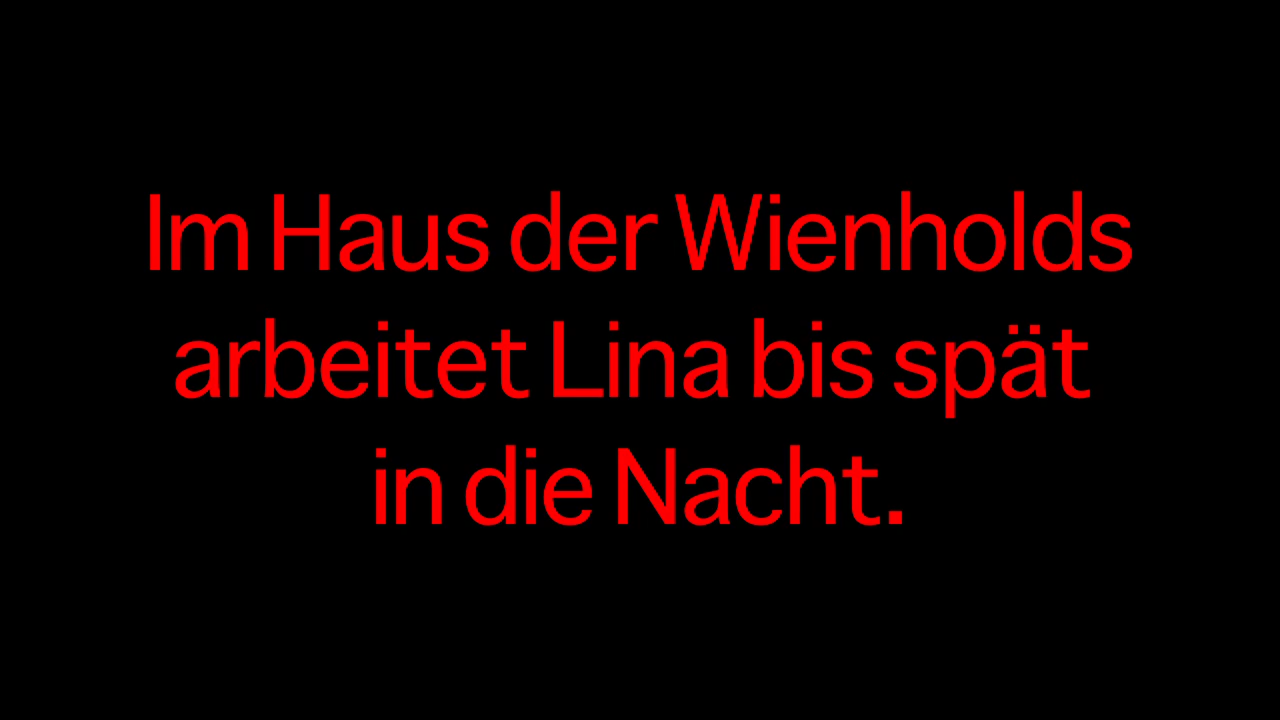 Im Haus der Wienholds
arbeitet Lina bis spät
in die Nacht.